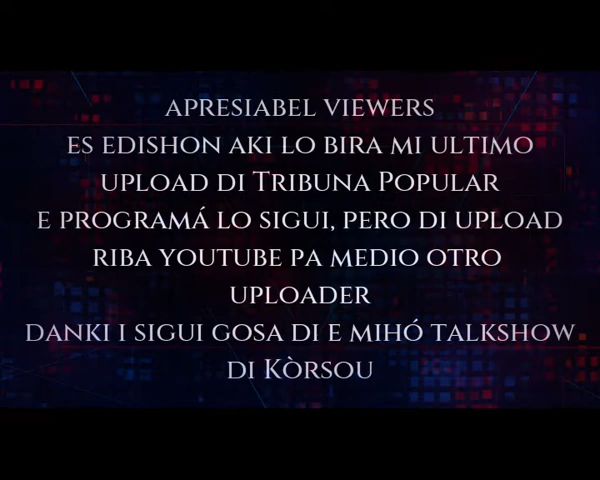 APRESIABEL VIEWERS
ES EDISHON AKI LO BIRA MI ULTIMO
UPLOAD DI TRIBUNA POPULAR
E PROGRAMÁ LO SIGUI, PERO DI UPLOAD
RIBA YOUTUBE PA MEDIO OTRO
UPLOADER
DANKI I SIGUI GOSA DI E MIHÓ TALKSHOW
DI KÒRSOU